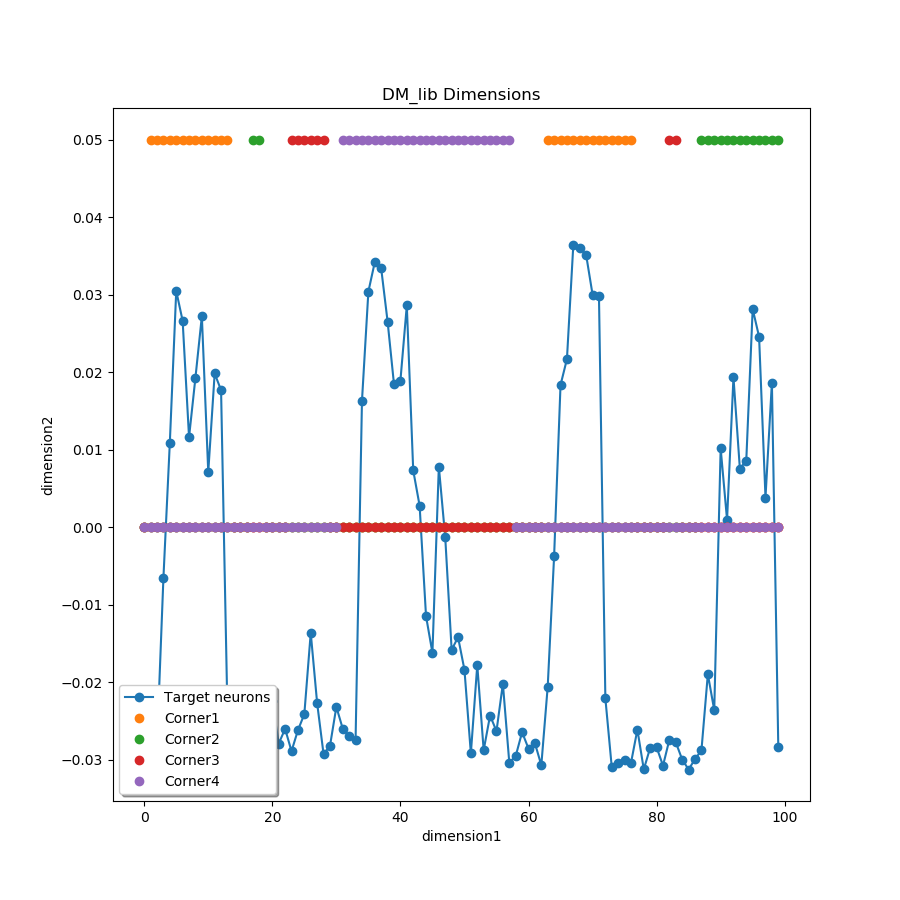 DM_lib Dimensions
0.05
0.04
0.03
0.02
0.01
0.00
−0.01
−0.02
−0.03
dimension2
Target neurons
Corner1
Corner2
Corner3
Corner4
0 20 40 60 80 100
dimension1